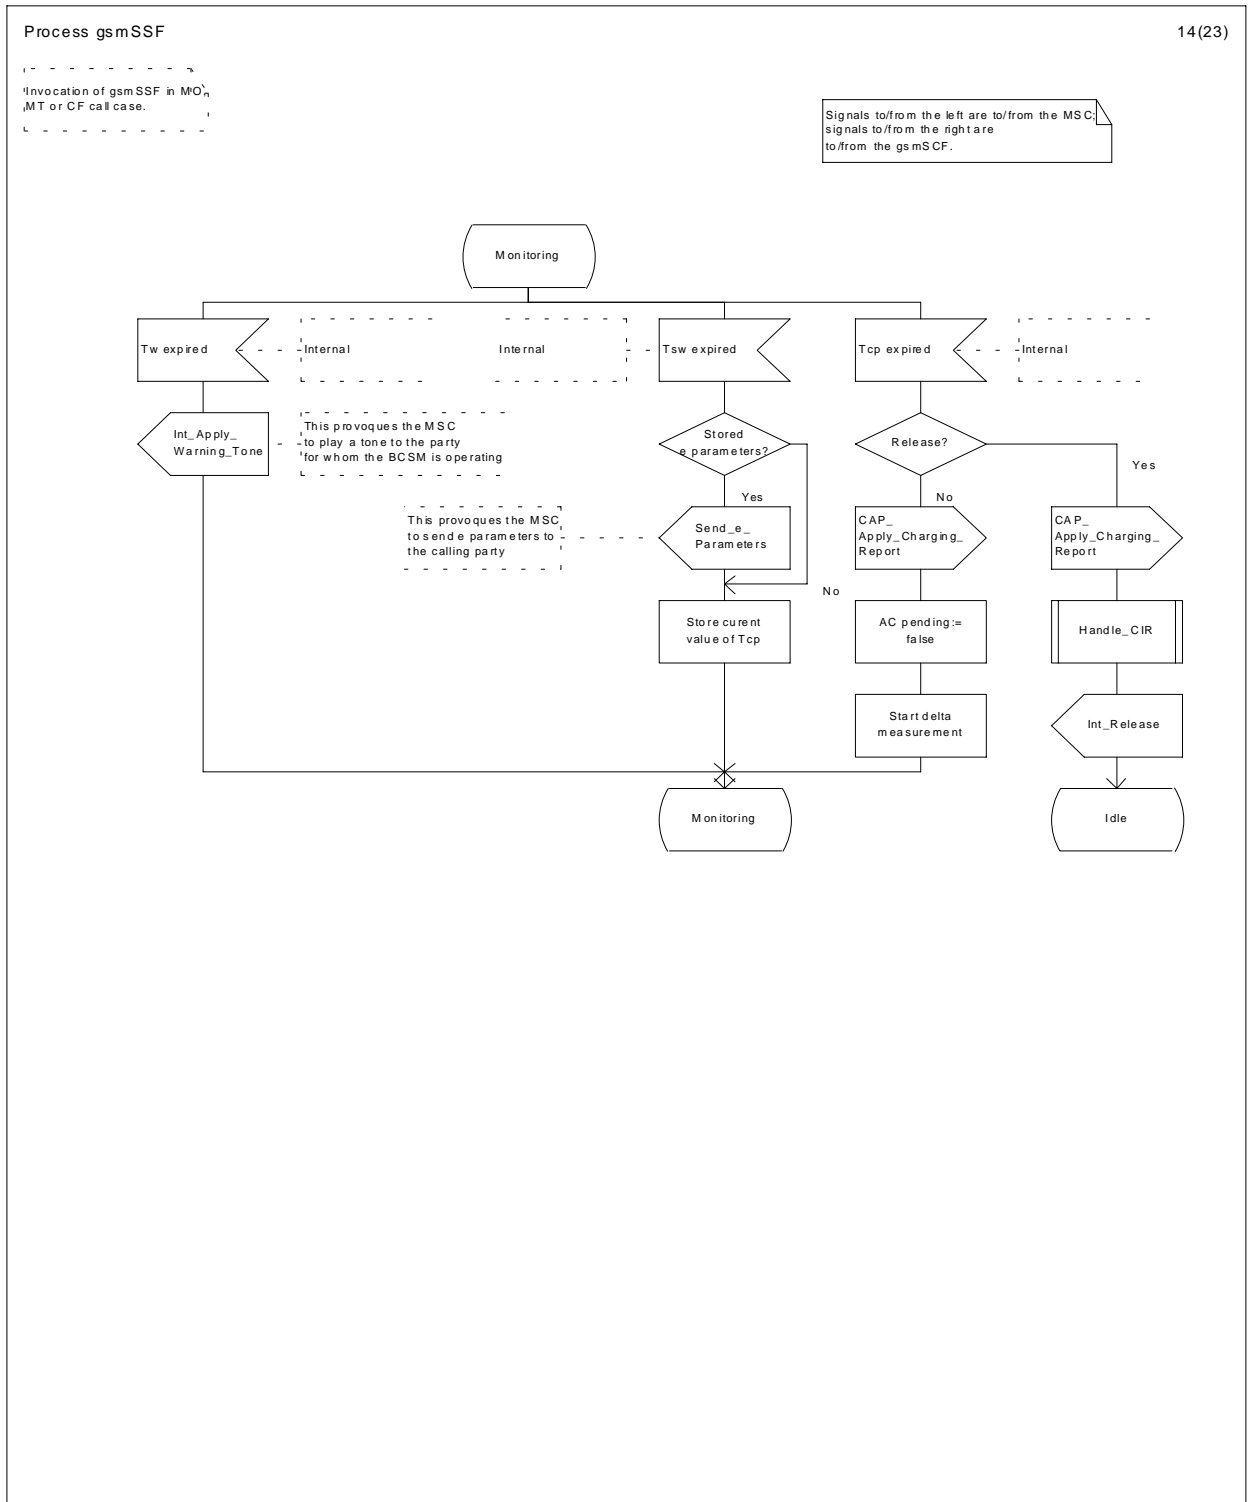 Process gsmSSF
14(23)
Invocation of gsmSSF in MO,
MT or CF call case.
Signals to/from the left are to/from the MSC;
signals to/from the right are
to/from the gsmSCF.
Monitoring
Tw expired
Internal
Internal
Tsw expired
Tcp expired
Internal
Int_Apply_
Warning_Tone
This provoques the MSC
to play a tone to the party
for whom the BCSM is operating
Stored
e parameters?
Release?
Yes
Yes
No
This provoques the MSC
to send e parameters to
the calling party
Send_e_
Parameters
CAP_
Apply_Charging_
Report
CAP_
Apply_Charging_
Report
No
Store curent
value of Tcp
AC pending:=
false
Handle_CIR
Start delta
measurement
Int_Release
Monitoring
Idle